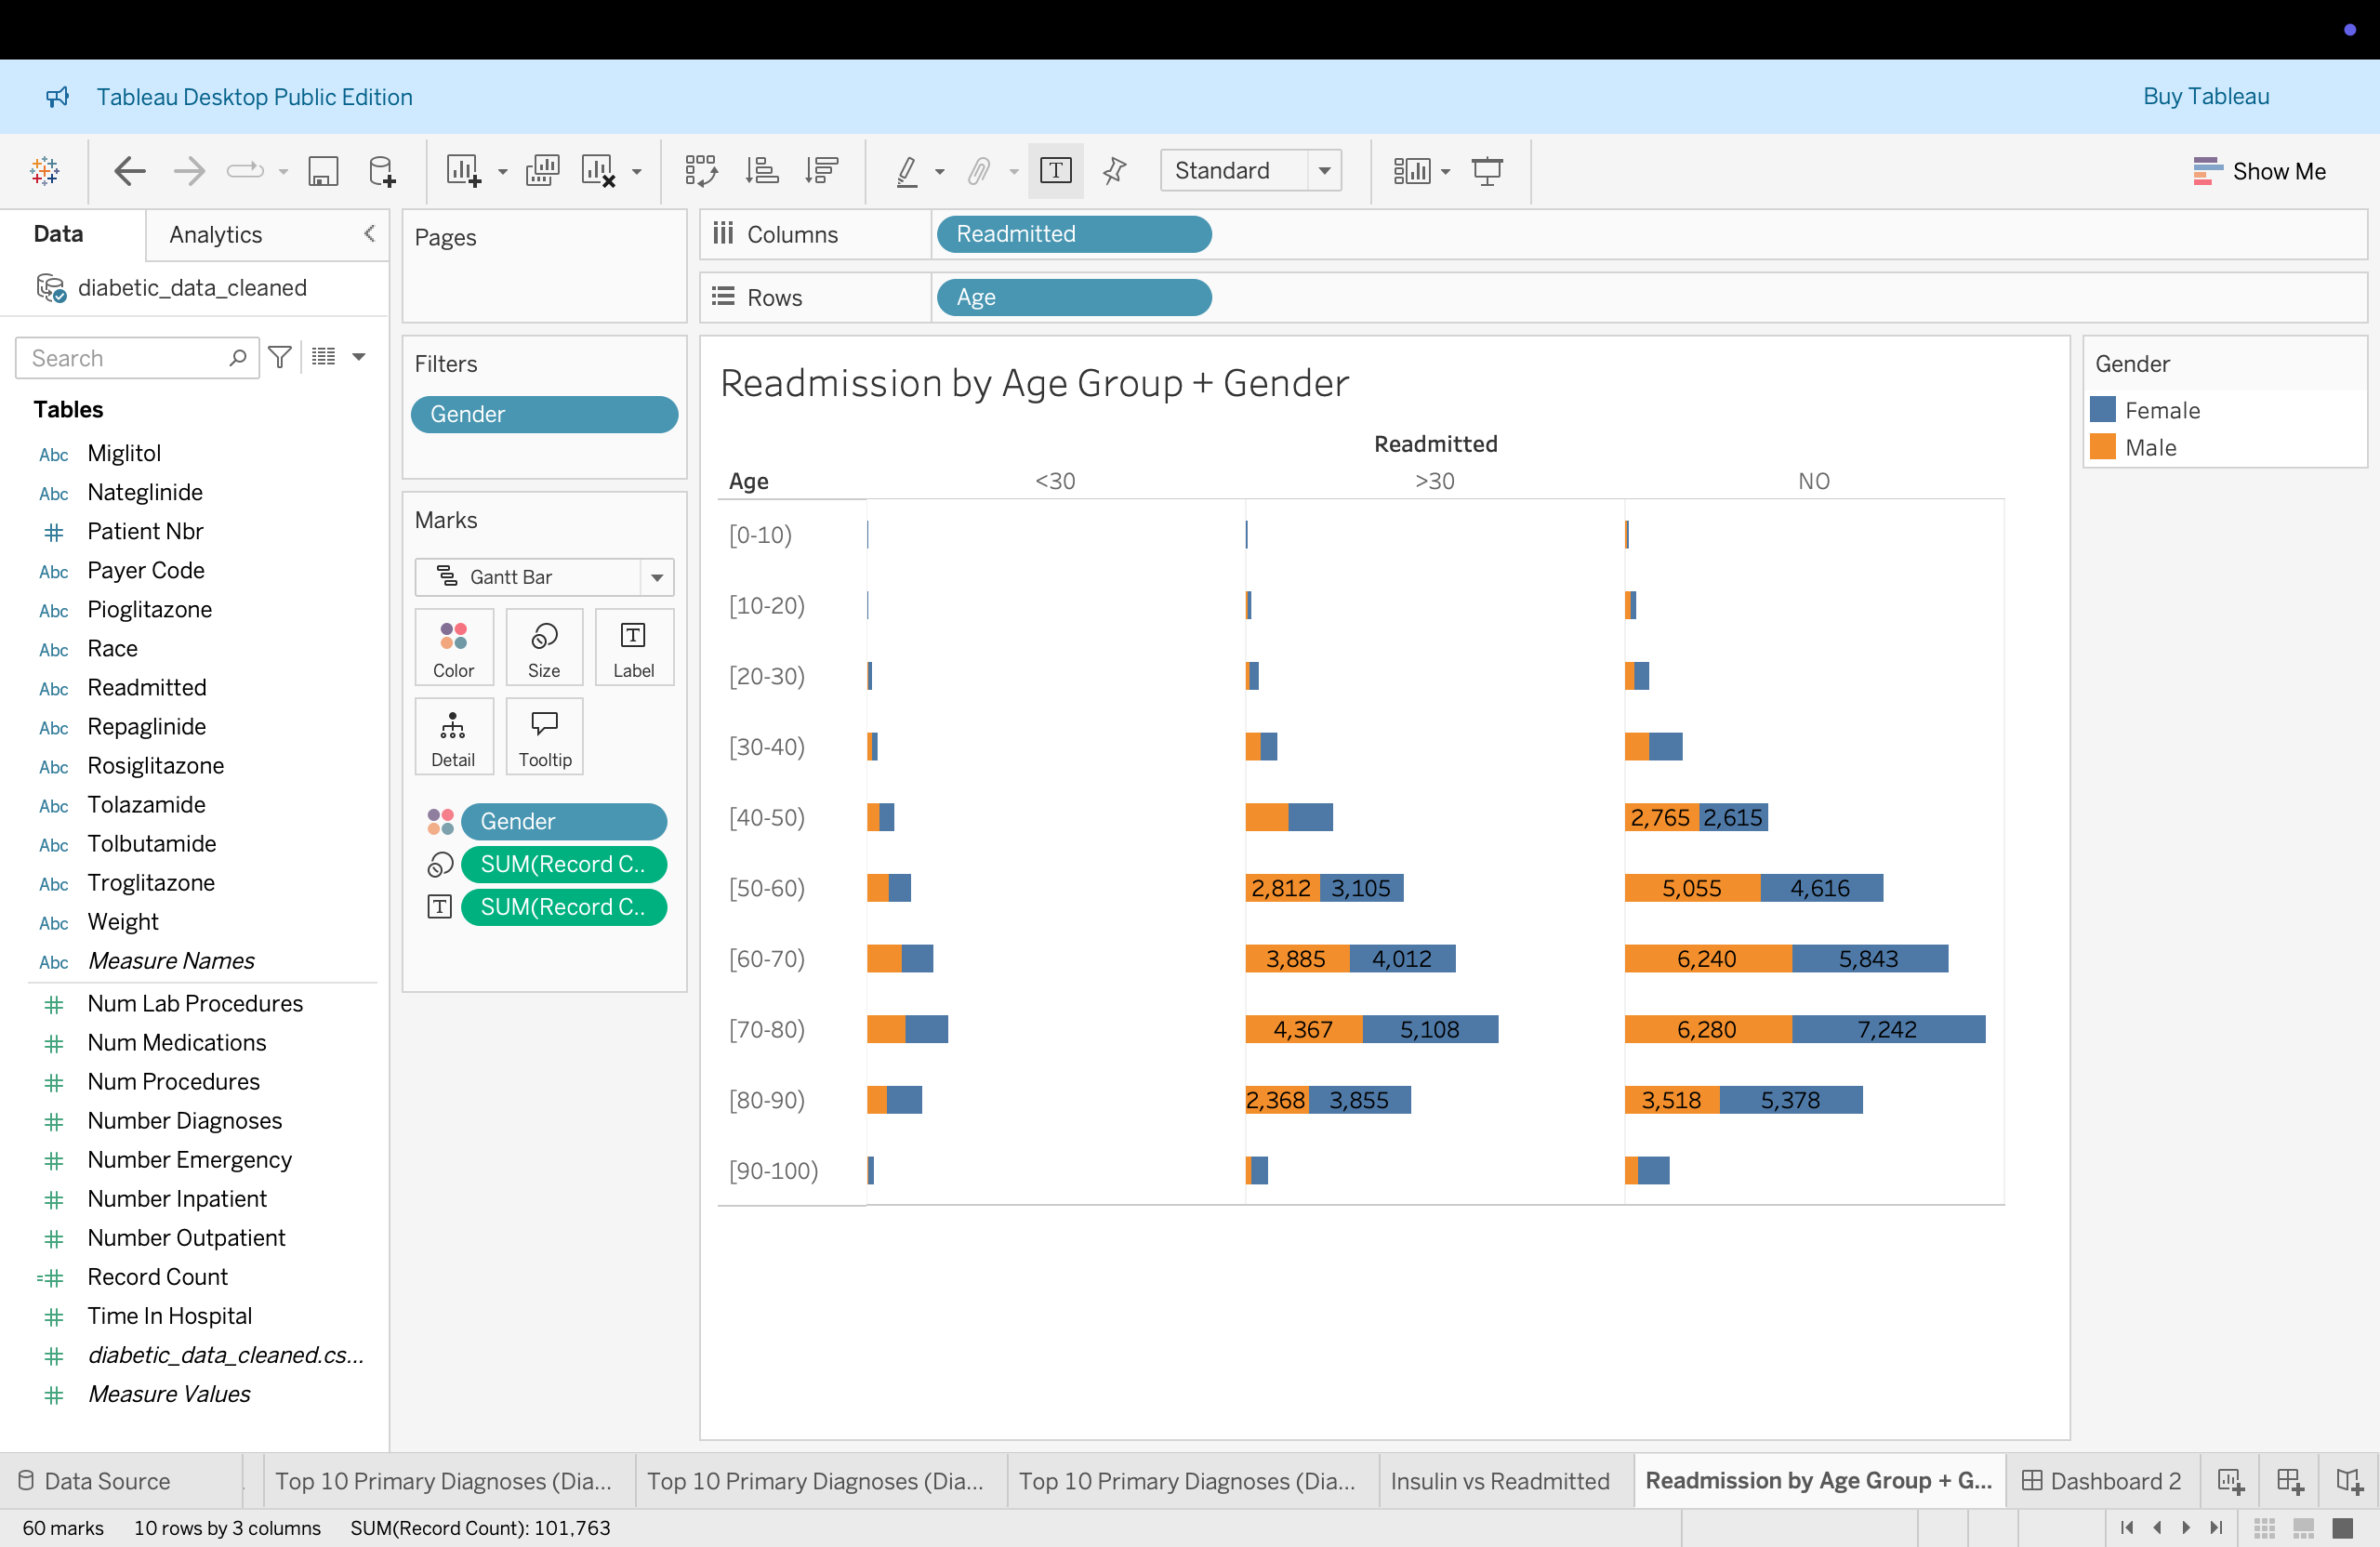 Tableau Desktop Public Edition
Buy Tableau
Standard
Show Me
Data
Analytics
diabetic_data_cleaned
Search
Tables
Abc Miglitol
Abc Nateglinide
# Patient Nbr
Abc Payer Code
Abc Pioglitazone
Abc Race
Abc Readmitted
Abc Repaglinide
Abc Rosiglitazone
Abc Tolazamide
Abc Tolbutamide
Abc Troglitazone
Abc Weight
Abc Measure Names
# Num Lab Procedures
# Num Medications
# Num Procedures
# Number Diagnoses
# Number Emergency
# Number Inpatient
# Number Outpatient
=# Record Count
# Time In Hospital
# diabetic_data_cleaned.cs...
# Measure Values
Pages
Filters
Gender
Marks
Gantt Bar
Color Size Label
Detail Tooltip
Gender
SUM(Record C..
T SUM(Record C..
Columns Readmitted
Rows Age
Readmission by Age Group + Gender
Readmitted
Age <30 >30 NO
[0-10)
[10-20)
[20-30)
[30-40)
[40-50) 2,765 2,615
[50-60) 2,812 3,105 5,055 4,616
[60-70) 3,885 4,012 6,240 5,843
[70-80) 4,367 5,108 6,280 7,242
[80-90) 2,368 3,855 3,518 5,378
[90-100)
Gender
Female
Male
Data Source
Top 10 Primary Diagnoses (Dia...
Top 10 Primary Diagnoses (Dia...
Top 10 Primary Diagnoses (Dia...
Insulin vs Readmitted
Readmission by Age Group + G...
Dashboard 2
60 marks 10 rows by 3 columns SUM(Record Count): 101,763